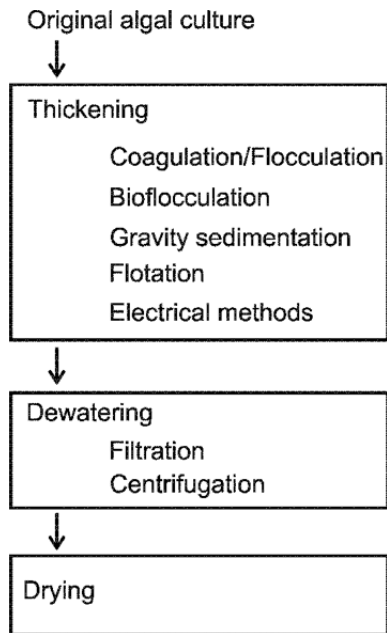 Original algal culture
Thickening
Coagulation/Flocculation
Bioflocculation
Gravity sedimentation
Flotation
Electrical methods
Dewatering
Filtration
Centrifugation
Drying